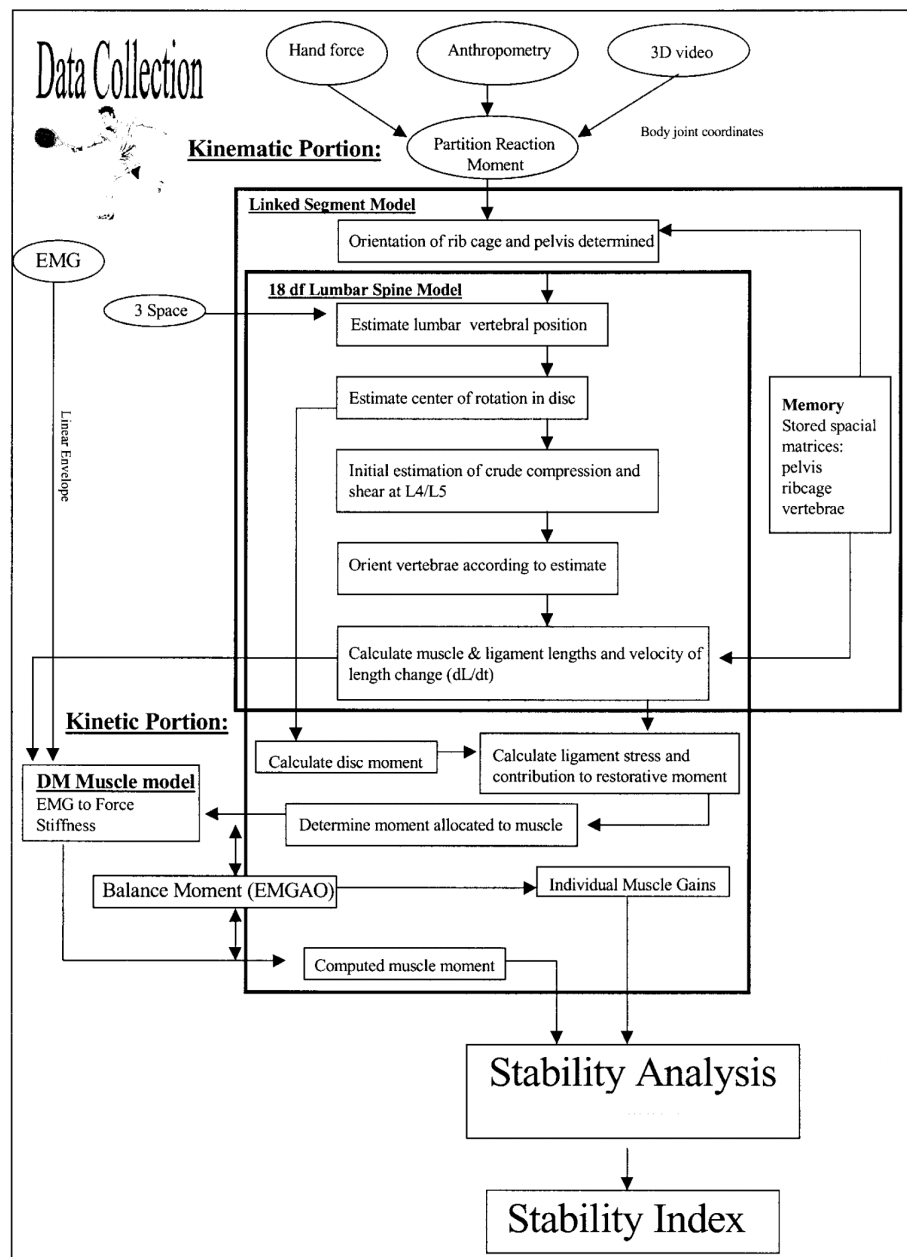 Data Collection
Hand force
Anthropometry
3D video
Body joint coordinates
Kinematic Portion:
Partition Reaction
Moment
Linked Segment Model
Orientation of rib cage and pelvis determined
EMG
18 df Lumbar Spine Model
3 Space
Estimate lumbar vertebral position
Estimate center of rotation in disc
Memory
Stored spacial
matrices:
pelvis
ribcage
vertebrae
Linear Envelope
Initial estimation of crude compression and
shear at L4/L5
Orient vertebrae according to estimate
Calculate muscle & ligament lengths and velocity of
length change (dL/dt)
Kinetic Portion:
Calculate disc moment
Calculate ligament stress and
contribution to restorative moment
DM Muscle model
EMG to Force
Stiffness
Determine moment allocated to muscle
Balance Moment (EMGAO)
Individual Muscle Gains
Computed muscle moment
Stability Analysis
Stability Index